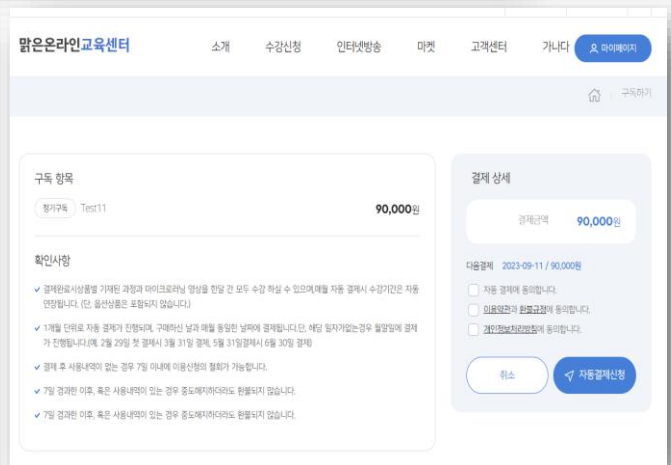 맑은온라인교육센터
소개 수강신청 인터넷방송 마켓 고객센터 가나다 마이페이지
구독하기
구독 항목
정기구독 Test11 90,000원
확인사항
결제완료시상품별 기재된 과정과 마이크로러닝 영상을 한달 간 모두 수강 하실 수 있으며,매월 자동 결제시 수강기간은 자동
연장됩니다. (단, 옵션상품은 포함되지 않습니다.)
1개월 단위로 자동 결제가 진행되며, 구매하신 날과 매월 동일한 날짜에 결제됩니다.단, 해당 일자가없는경우 월말일에 결제
가 진행됩니다.(예. 2월 29일 첫 결제시 3월 31일 결제, 5월 31일결제시 6월 30일 결제)
결제 후 사용내역이 없는 경우 7일 이내에 이용신청의 철회가 가능합니다.
7일 경과한 이후, 혹은 사용내역이 있는 경우 중도해지하더라도 환불되지 않습니다.
7일 경과한 이후, 혹은 사용내역이 있는 경우 중도해지하더라도 환불되지 않습니다.
결제 상세
결제금액 90,000원
다음결제 2023-09-11 / 90,000원
자동 결제에 동의합니다.
이용약관과 환불규정에 동의합니다.
개인정보처리방침에 동의합니다.
취소 자동결제신청